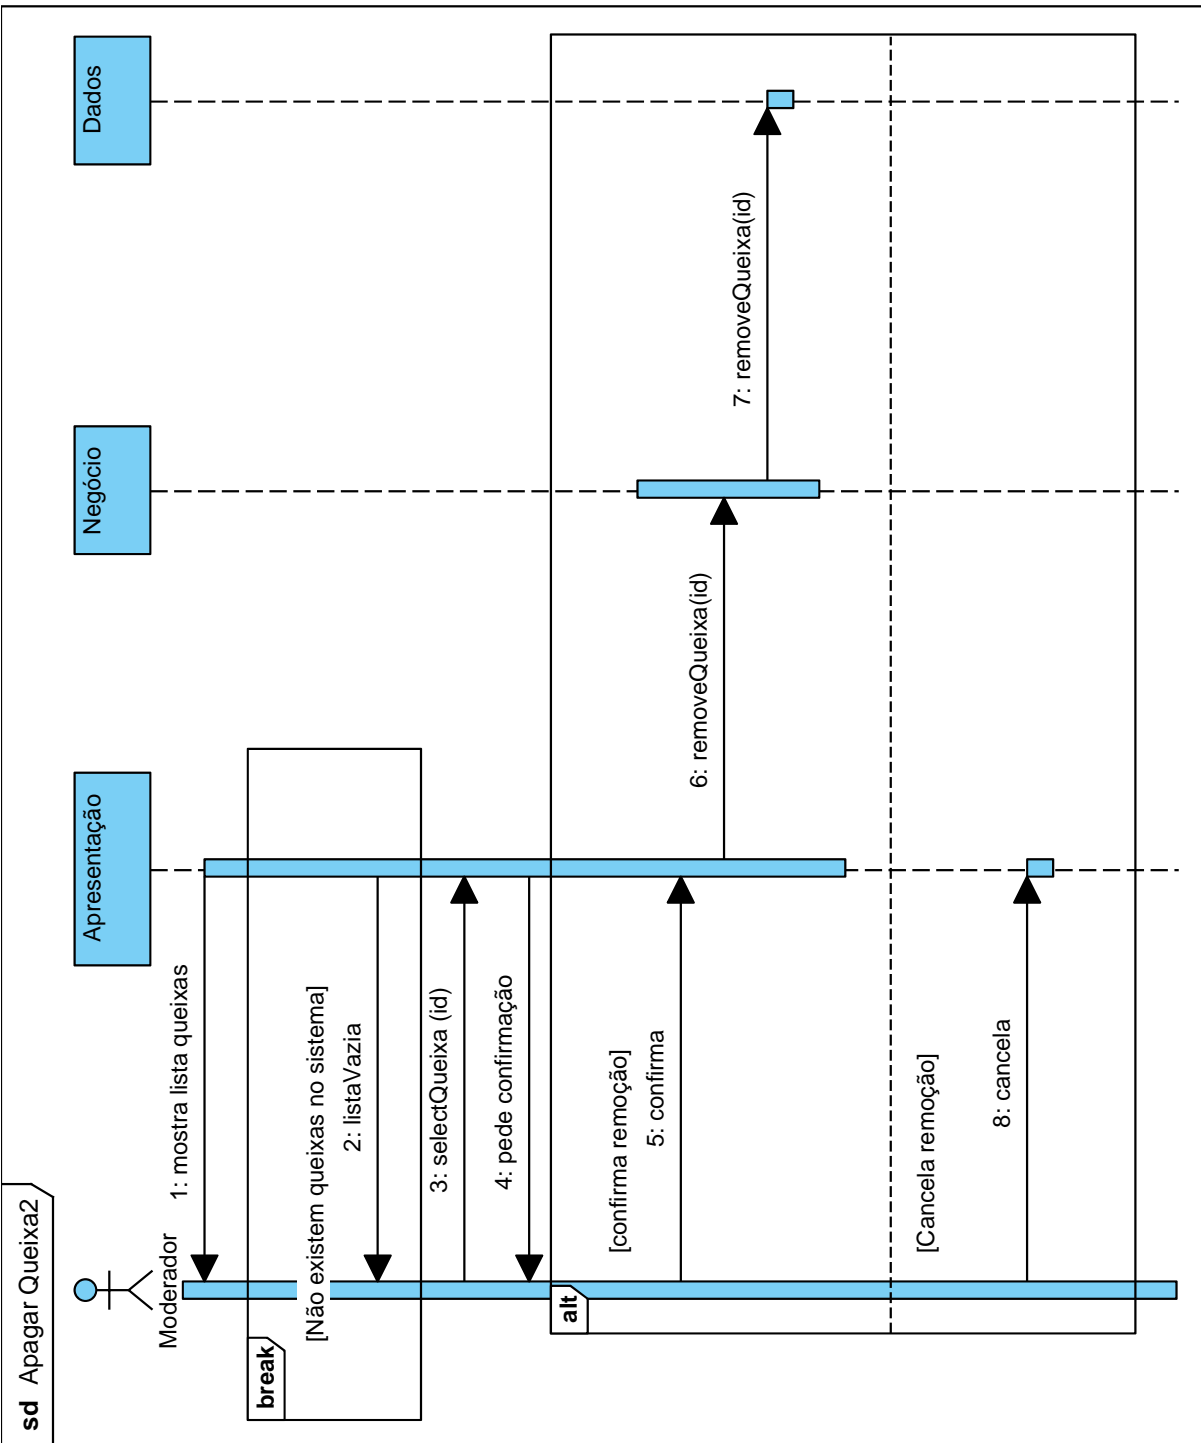 sd Apagar Queixa2
Moderador
Apresentação
Negócio
Dados
1: mostra lista queixas
break
[Não existem queixas no sistema]
2: listaVazia
3: selectQueixa (id)
4: pede confirmação
alt
[confirma remoção]
5: confirma
6: removeQueixa(id)
7: removeQueixa(id)
[Cancela remoção]
8: cancela